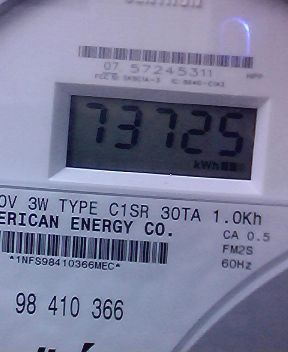 07 57245311
73725
kWh
0V 3W TYPE C1SR 30TA 1.0Kh
ERICAN ENERGY CO.
CA 0.5
FM2S
60Hz
*1NFS98410366MEC*
98 410 366